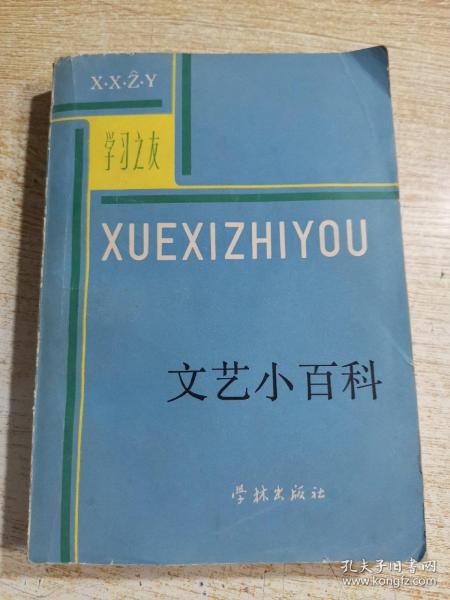 X·X·Ẑ·Y
学习之友
XUEXIZHIYOU
文艺小百科
学林出版社
孔夫子旧书网
www.kongfz.com